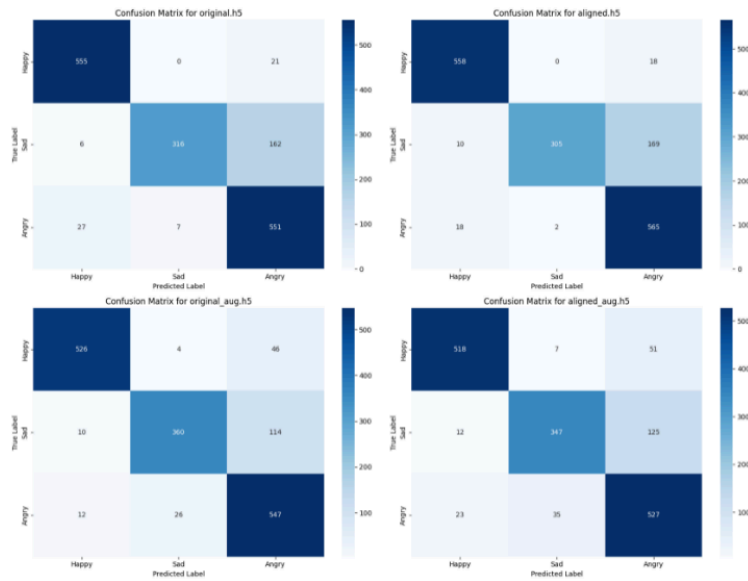 Confusion Matrix for original.h5
Happy 555 0 21
Sad 6 316 162
Angry 27 7 551
True Label
Happy Sad Angry
Predicted Label
500
400
300
200
100
0
Confusion Matrix for aligned.h5
Happy 558 0 18
Sad 10 305 169
Angry 18 2 565
True Label
Happy Sad Angry
Predicted Label
500
400
300
200
100
0
Confusion Matrix for original_aug.h5
Happy 526 4 46
Sad 10 360 114
Angry 12 26 547
True Label
Happy Sad Angry
Predicted Label
500
400
300
200
100
Confusion Matrix for aligned_aug.h5
Happy 518 7 51
Sad 12 347 125
Angry 23 35 527
True Label
Happy Sad Angry
Predicted Label
500
400
300
200
100